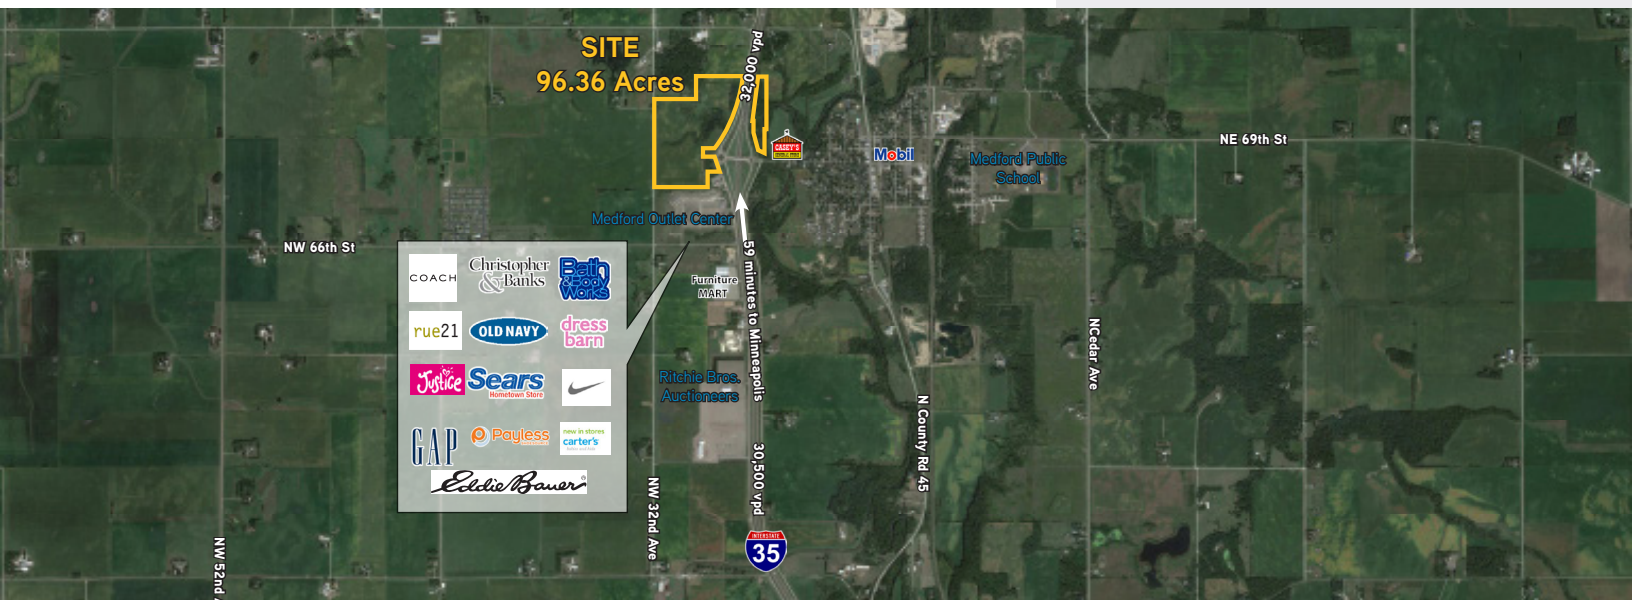 SITE
96.36 Acres
32,000 vpd
CASEY'S
Mobil
Medford Public
School
NE 69th St
Medford Outlet Center
NW 66th St
59 minutes to Minneapolis
Furniture
MART
COACH
Christopher
& Banks
Bath
& Body
Works
rue21
OLD NAVY
dress
barn
Justice
Sears
Hometown Store
GAP
Payless
new in stores
carter's
Eddie Bauer
Ritchie Bros.
Auctioneers
NCedar Ave
N County Rd 45
30,500 vpd
NW 32nd Ave
INTERSTATE
35
NW 52nd